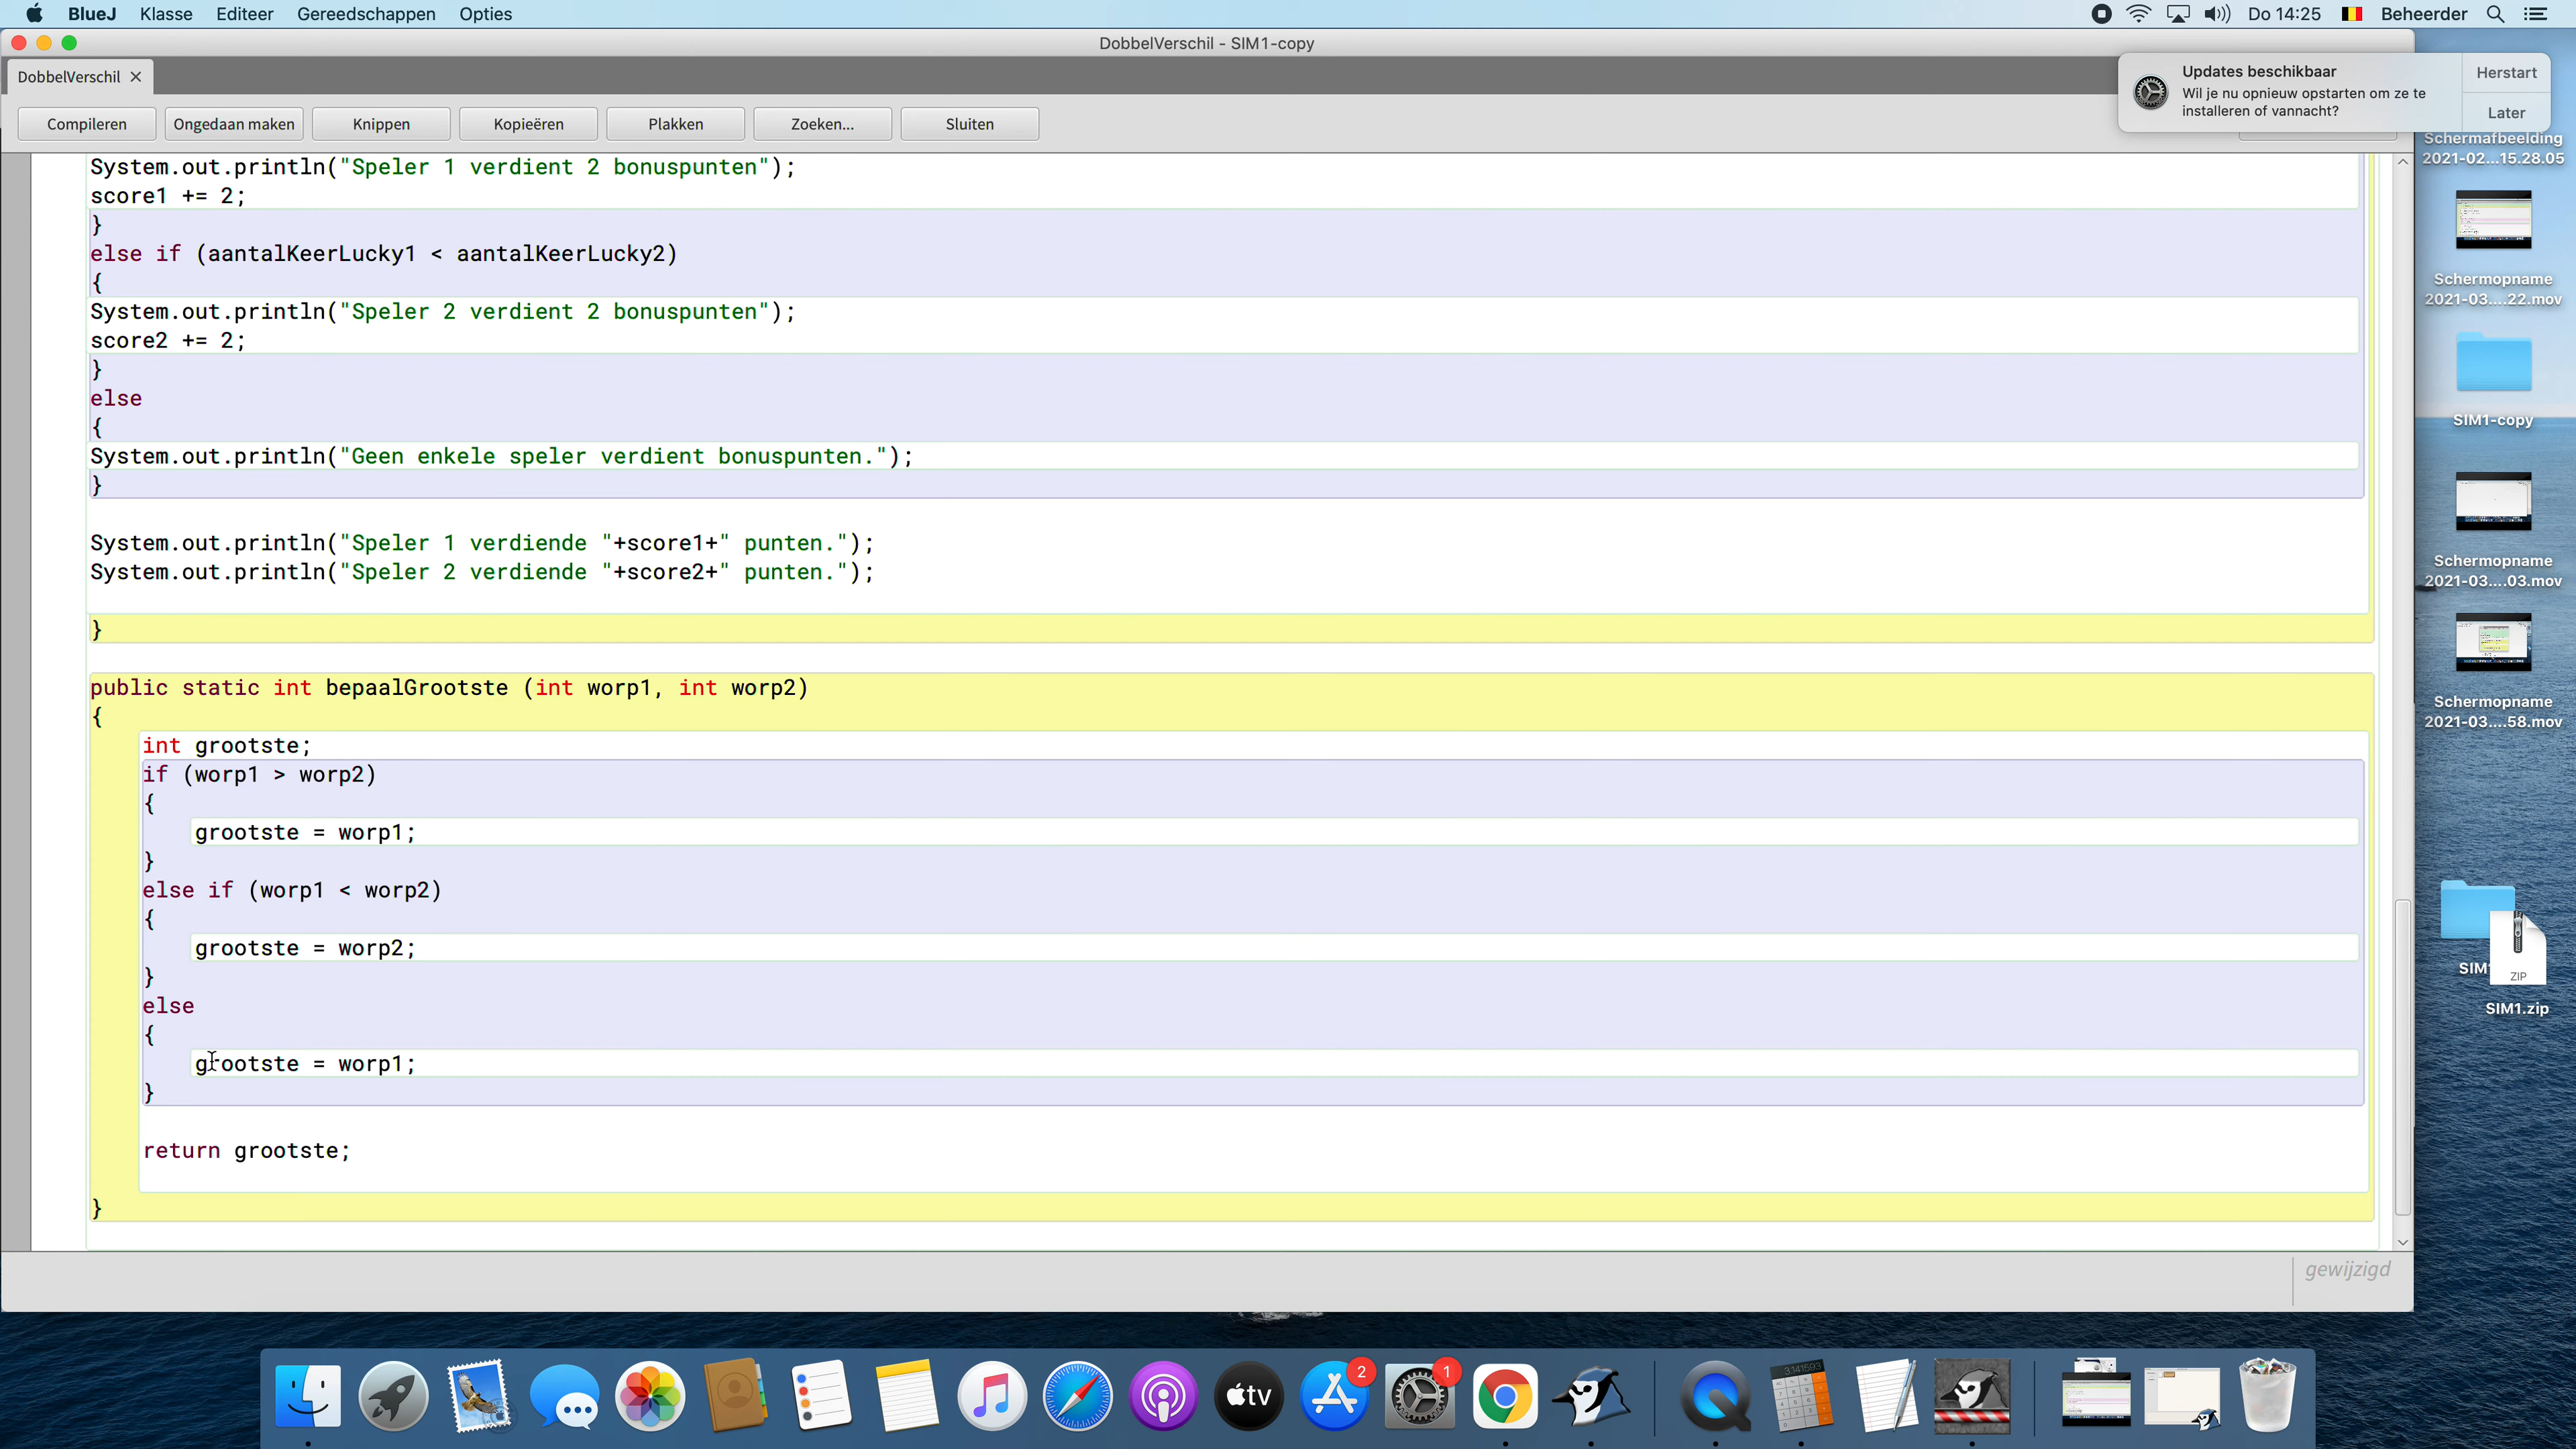 BlueJ Klasse Editeer Gereedschappen Opties
Do 14:25 Beheerder
DobbelVerschil - SIM1-copy
DobbelVerschil
Compileren Ongedaan maken Knippen Kopieëren Plakken Zoeken... Sluiten
Updates beschikbaar
Wil je nu opnieuw opstarten om ze te
installeren of vannacht?
Herstart
Later
System.out.println("Speler 1 verdient 2 bonuspunten");
score1 += 2;
}
else if (aantalKeerLucky1 < aantalKeerLucky2)
{
System.out.println("Speler 2 verdient 2 bonuspunten");
score2 += 2;
}
else
{
System.out.println("Geen enkele speler verdient bonuspunten.");
}
System.out.println("Speler 1 verdiende "+score1+" punten.");
System.out.println("Speler 2 verdiende "+score2+" punten.");
}
public static int bepaalGrootste (int worp1, int worp2)
{
int grootste;
if (worp1 > worp2)
{
grootste = worp1;
}
else if (worp1 < worp2)
{
grootste = worp2;
}
else
{
grootste = worp1;
}
return grootste;
}
gewijzigd
Schermafbeelding
2021-02...15.28.05
Schermopname
2021-03....22.mov
SIM1-copy
Schermopname
2021-03....03.mov
Schermopname
2021-03....58.mov
SIM1
ZIP
SIM1.zip
tv
2
1
3.141593